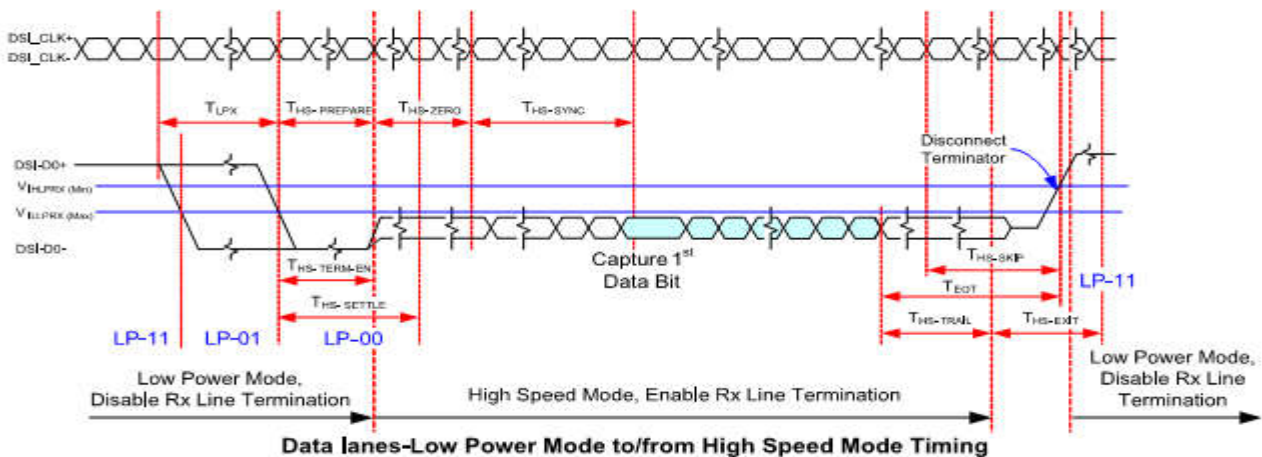 DSI_CLK+
DSI_CLK-
TLPX
THS-PREPARE
THS-ZERO
THS-SYNC
Disconnect
Terminator
DSI-D0+
VIHLPRX (Min)
VILLPRX (Max)
DSI-D0-
THS-TERM-EN
Capture 1st
Data Bit
THS-SKIP
TEOT
LP-11
THS-SETTLE
THS-TRAIL
THS-EXIT
LP-11
LP-01
LP-00
Low Power Mode,
Disable Rx Line Termination
High Speed Mode, Enable Rx Line Termination
Low Power Mode,
Disable Rx Line
Termination
Data lanes-Low Power Mode to/from High Speed Mode Timing